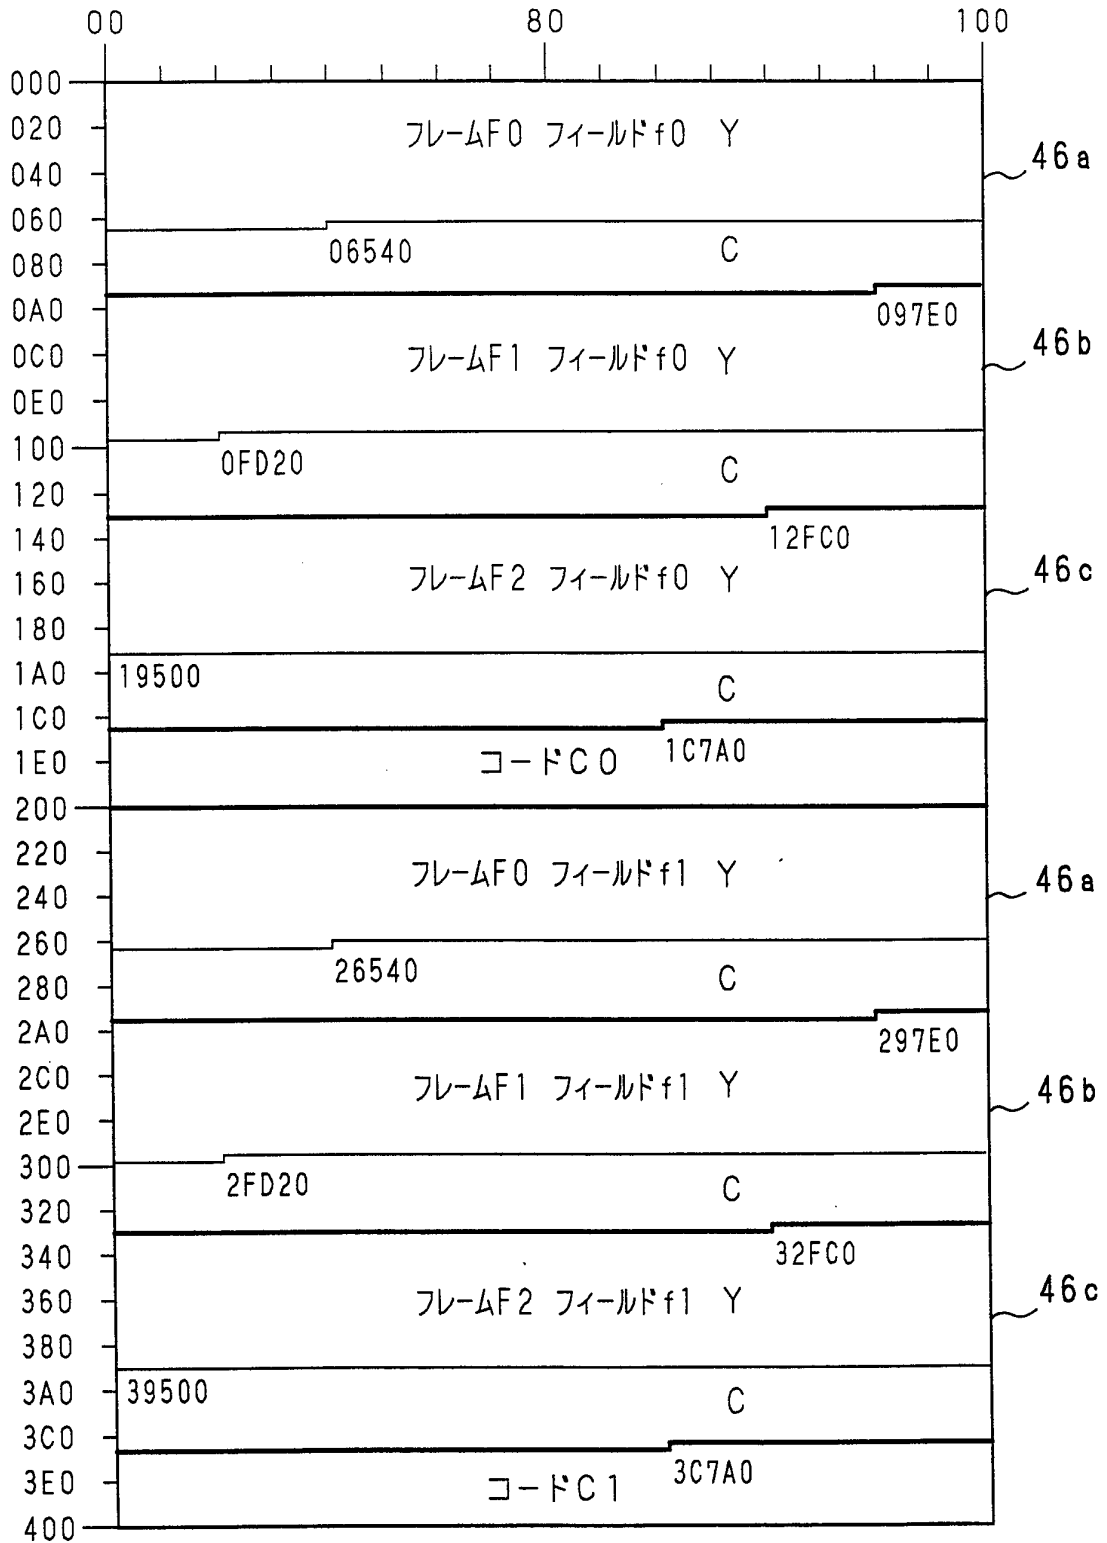 00 80 100
000
020 フレームF0 フィールドf0 Y
040 46a
060
06540 C
080
0A0 097E0
0C0 フレームF1 フィールドf0 Y 46b
0E0
100
0FD20 C
120
140 12FC0
160 フレームF2 フィールドf0 Y 46c
180
1A0 19500 C
1C0
1E0 コードC0 1C7A0
200
220 フレームF0 フィールドf1 Y
240 46a
260
280 26540 C
2A0 297E0
2C0 フレームF1 フィールドf1 Y 46b
2E0
300
2FD20 C
320
340 32FC0
360 フレームF2 フィールドf1 Y 46c
380
3A0 39500 C
3C0
3E0 コードC1 3C7A0
400